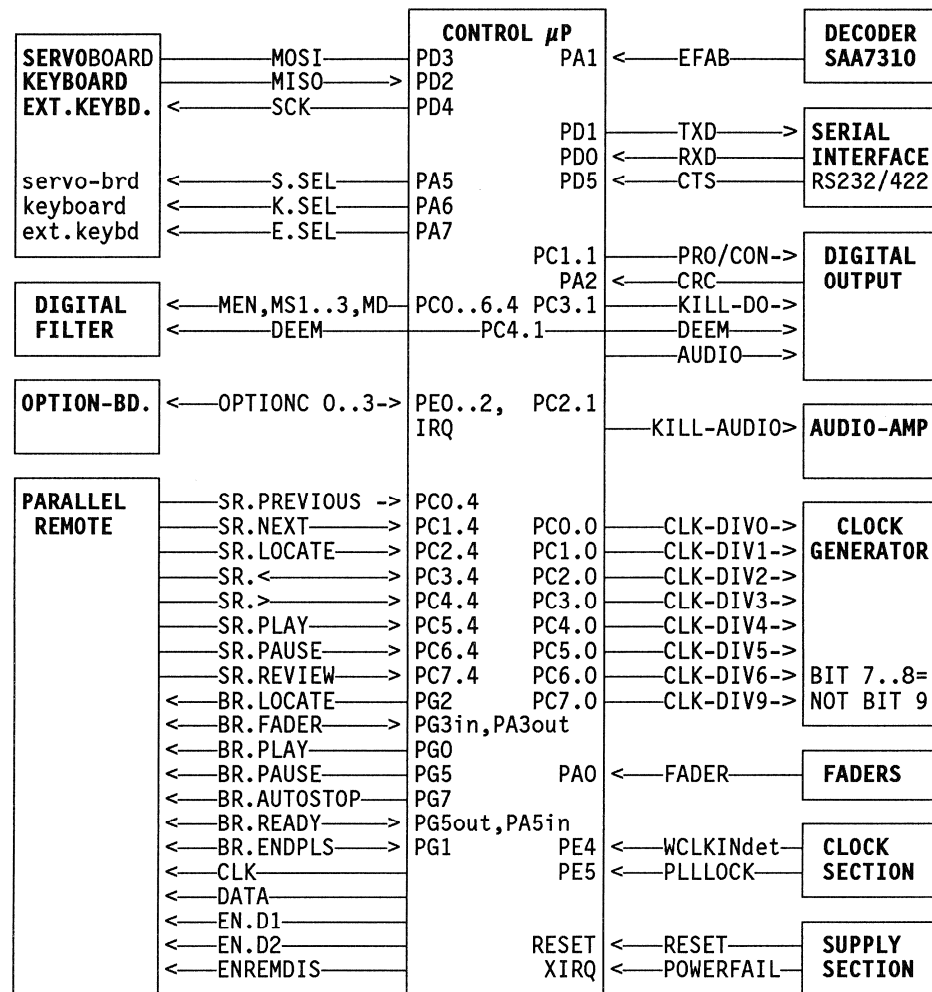 CONTROL µP
DECODER
SERVOBOARD MOSI PD3 PA1 < EFAB SAA7310
KEYBOARD MISO > PD2
EXT.KEYBD. < SCK PD4
PD1 TXD > SERIAL
PD0 < RXD INTERFACE
servo-brd < S.SEL PA5 PD5 < CTS RS232/422
keyboard < K.SEL PA6
ext.keybd < E.SEL PA7
PC1.1 PRO/CON-> DIGITAL
PA2 < CRC OUTPUT
DIGITAL < MEN,MS1..3,MD PC0..6.4 PC3.1 KILL-DO->
FILTER < DEEM PC4.1 DEEM >
AUDIO >
OPTION-BD. < OPTIONC 0..3-> PE0..2, PC2.1
IRQ KILL-AUDIO> AUDIO-AMP
PARALLEL SR.PREVIOUS -> PC0.4
REMOTE SR.NEXT > PC1.4 PC0.0 CLK-DIV0-> CLOCK
SR.LOCATE > PC2.4 PC1.0 CLK-DIV1-> GENERATOR
SR.< > PC3.4 PC2.0 CLK-DIV2->
SR.> > PC4.4 PC3.0 CLK-DIV3->
SR.PLAY > PC5.4 PC4.0 CLK-DIV4->
SR.PAUSE > PC6.4 PC5.0 CLK-DIV5->
SR.REVIEW > PC7.4 PC6.0 CLK-DIV6-> BIT 7..8=
< BR.LOCATE PG2 PC7.0 CLK-DIV9-> NOT BIT 9
< BR.FADER > PG3in,PA3out
< BR.PLAY PG0
< BR.PAUSE PG5 PA0 < FADER FADERS
< BR.AUTOSTOP PG7
< BR.READY > PG5out,PA5in
< BR.ENDPLS > PG1 PE4 < WCLKINdet CLOCK
< CLK PE5 < PLLLOCK SECTION
< DATA
< EN.D1
< EN.D2 RESET < RESET SUPPLY
< ENREMDIS XIRQ < POWERFAIL SECTION